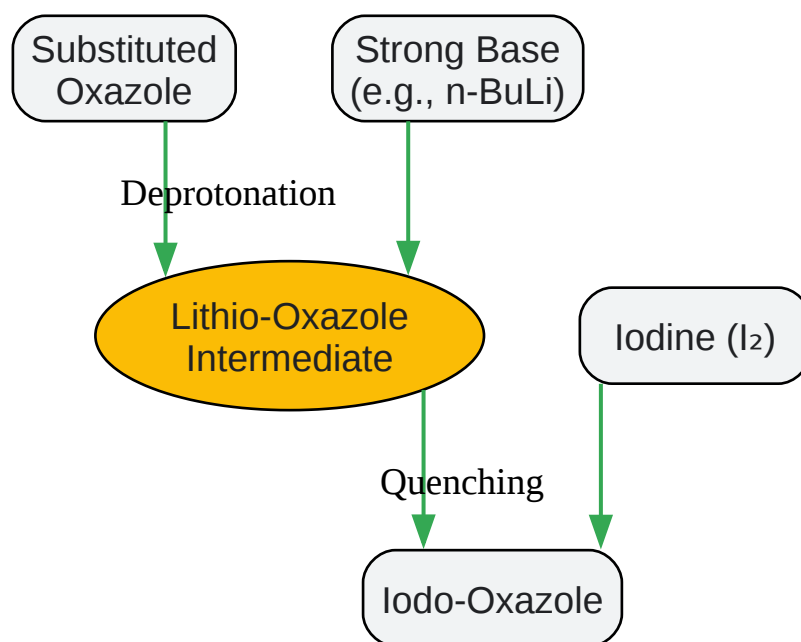 Substituted
Oxazole
Strong Base
(e.g., n-BuLi)
Deprotonation
Lithio-Oxazole
Intermediate
Iodine (I₂)
Quenching
Iodo-Oxazole